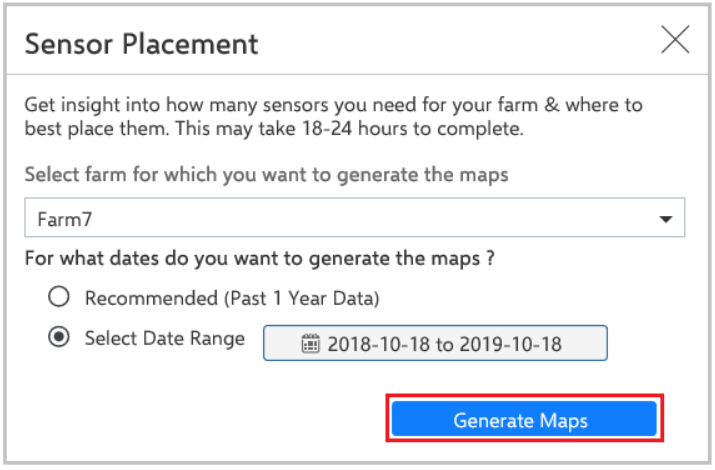 Sensor Placement
Get insight into how many sensors you need for your farm & where to
best place them. This may take 18-24 hours to complete.
Select farm for which you want to generate the maps
Farm7
For what dates do you want to generate the maps ?
Recommended (Past 1 Year Data)
Select Date Range
2018-10-18 to 2019-10-18
Generate Maps